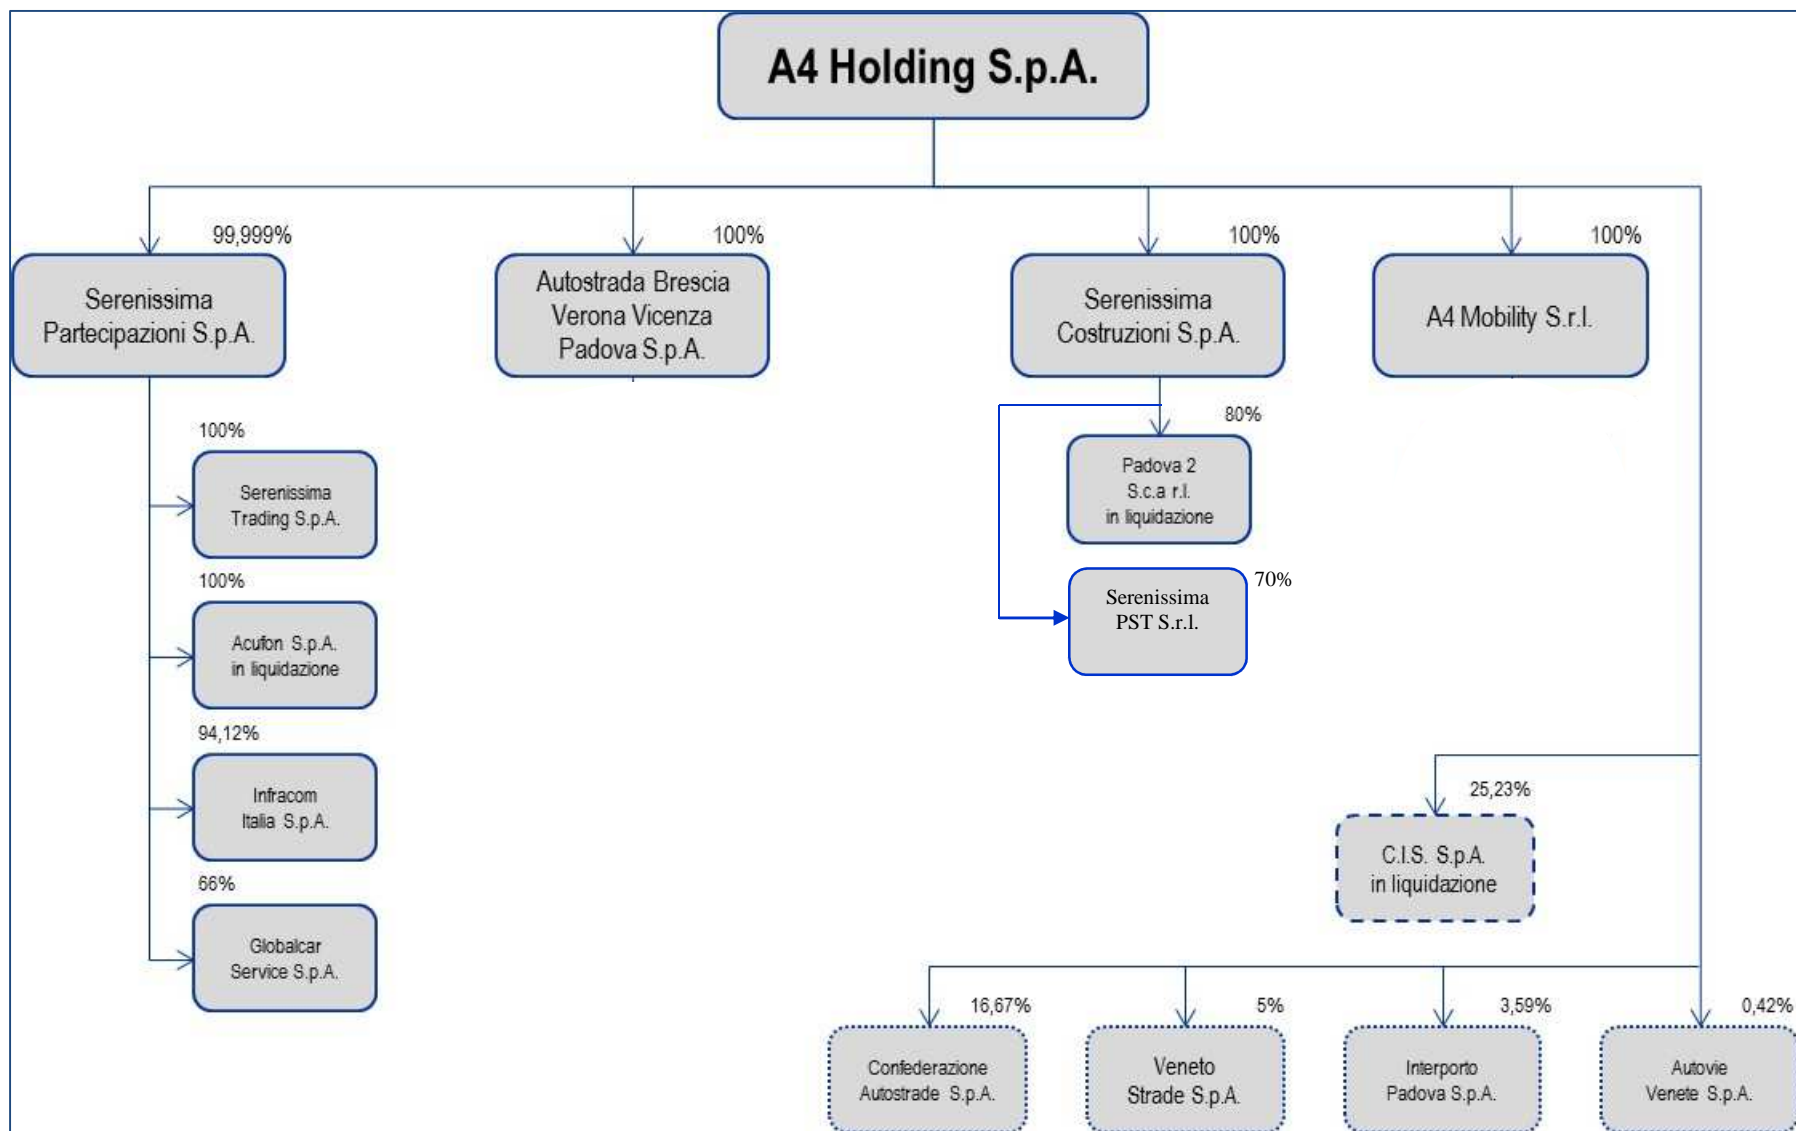 A4 Holding S.p.A.
99,999%
100%
100%
100%
Serenissima
Partecipazioni S.p.A.
Autostrada Brescia
Verona Vicenza
Padova S.p.A.
Serenissima
Costruzioni S.p.A.
A4 Mobility S.r.l.
100%
Serenissima
Trading S.p.A.
100%
Acufon S.p.A.
in liquidazione
94,12%
Infracom
Italia S.p.A.
66%
Globalcar
Service S.p.A.
80%
Padova 2
S.c.a r.l.
in liquidazione
70%
Serenissima
PST S.r.l.
25,23%
C.I.S. S.p.A.
in liquidazione
16,67%
5%
3,59%
0,42%
Confederazione
Autostrade S.p.A.
Veneto
Strade S.p.A.
Interporto
Padova S.p.A.
Autovie
Venete S.p.A.